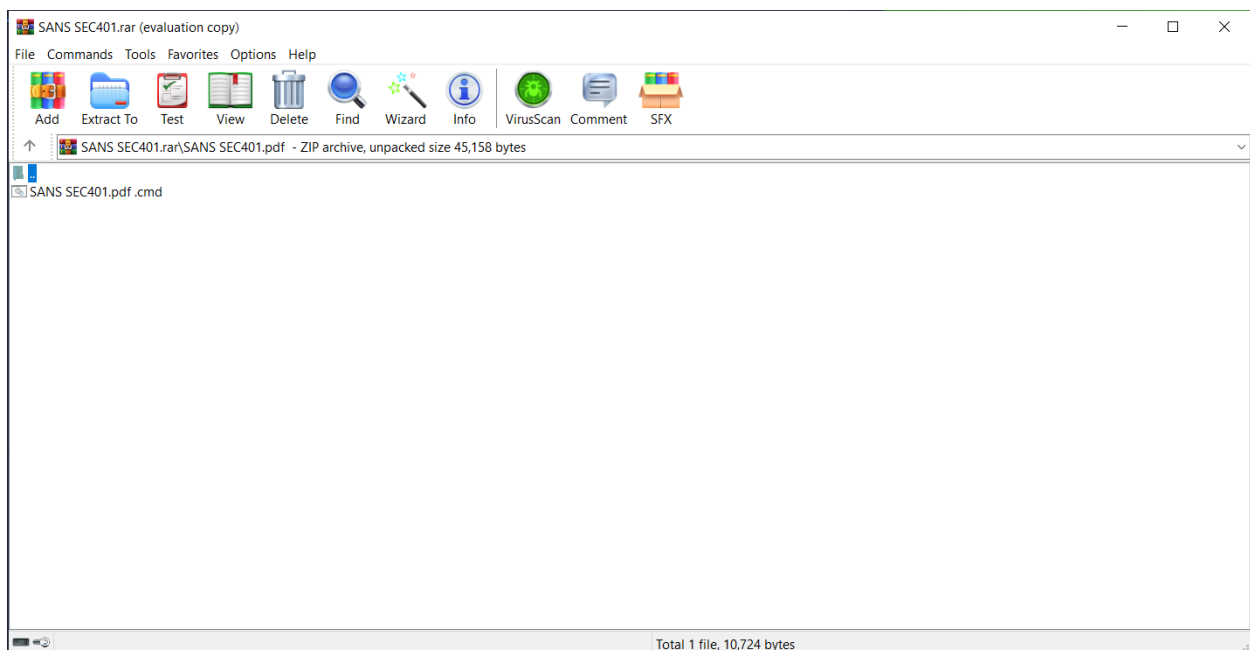 SANS SEC401.rar (evaluation copy)
File Commands Tools Favorites Options Help
Add Extract To Test View Delete Find Wizard Info VirusScan Comment SFX
SANS SEC401.rar\SANS SEC401.pdf - ZIP archive, unpacked size 45,158 bytes
..
SANS SEC401.pdf .cmd
Total 1 file, 10,724 bytes